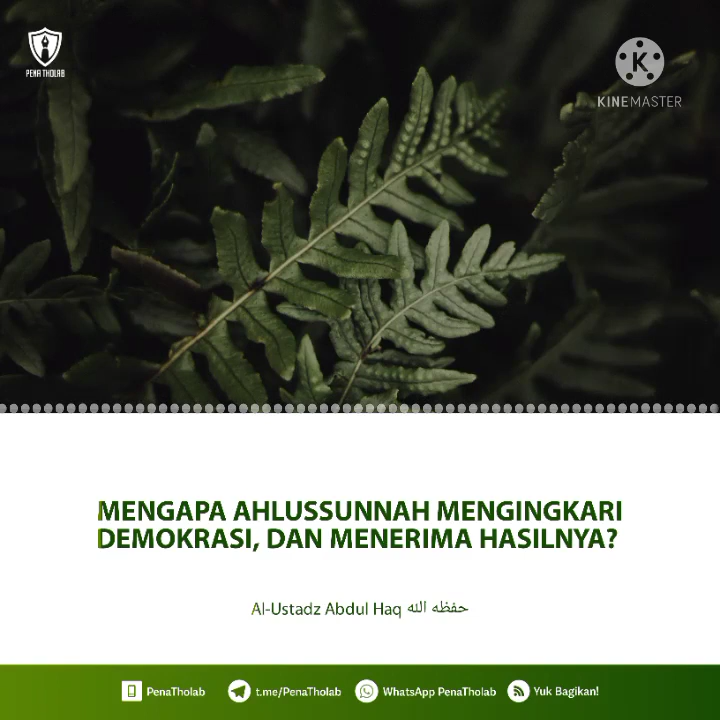 PENA THOLAB
KINEMASTER
MENGAPA AHLUSSUNNAH MENGINGKARI
DEMOKRASI, DAN MENERIMA HASILNYA?
Al-Ustadz Abdul Haq حفظه الله
PenaTholab
t.me/PenaTholab
WhatsApp PenaTholab
Yuk Bagikan!